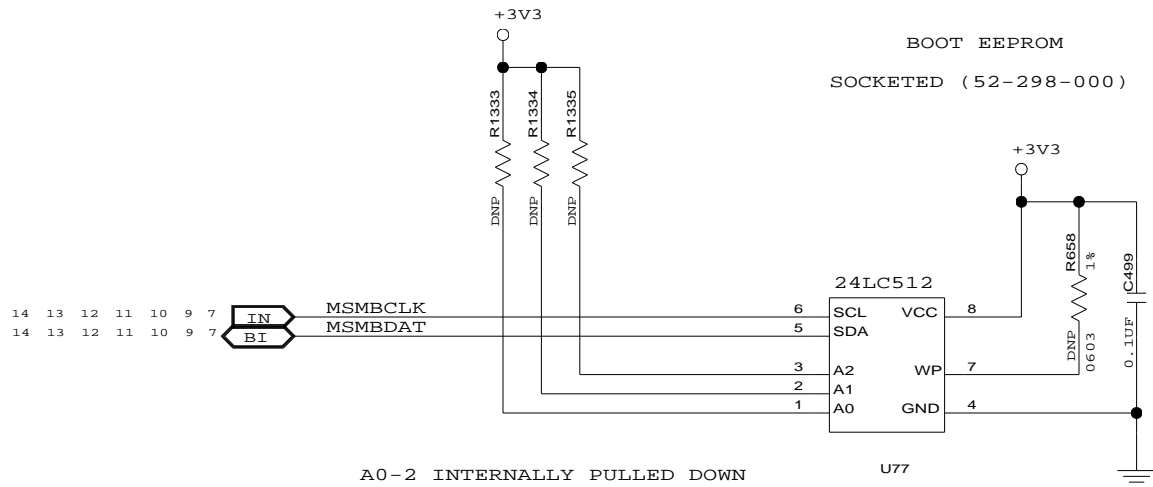 +3V3
BOOT EEPROM
SOCKETED (52-298-000)
R1333
R1334
R1335
DNP
DNP
DNP
+3V3
R658
1%
DNP
0603
C499
0.1UF
24LC512
14 13 12 11 10 9 7 IN MSMBCLK 6 SCL VCC 8
14 13 12 11 10 9 7 BI MSMBDAT 5 SDA
3 A2 WP 7
2 A1
1 A0 GND 4
A0-2 INTERNALLY PULLED DOWN
U77